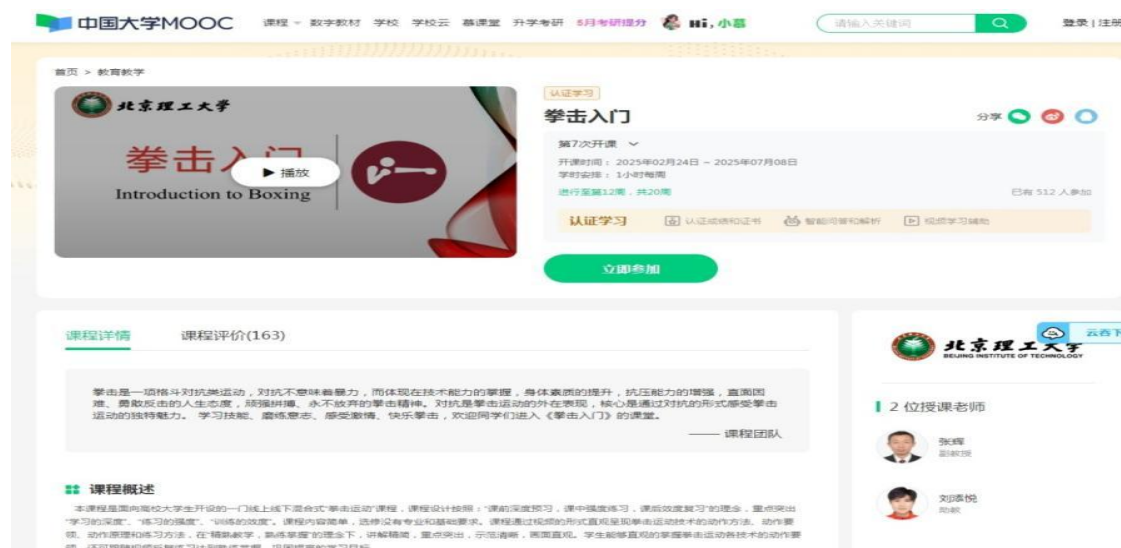 中国大学MOOC 课程 数字教材 学校 学校云 慕课堂 升学考研 5月考研提分 Hi, 小慕 请输入关键词 登录 | 注册
首页 > 教育教学
北京理工大学
拳击入门
Introduction to Boxing
播放
认证学习
拳击入门
分享
第7次开课
开课时间：2025年02月24日 ~ 2025年07月08日
学时安排：1小时每周
进行至第12周，共20周
已有 512 人参加
认证学习 认证成绩和证书 智能问答和解析 视频学习辅助
立即参加
课程详情 课程评价(163)
拳击是一项格斗对抗类运动，对抗不意味着暴力，而体现在技术能力的掌握，身体素质的提升，抗压能力的增强，直面困
难、勇敢反击的人生态度，顽强拼搏、永不放弃的拳击精神。对抗是拳击运动的外在表现，核心是通过对抗的形式感受拳击
运动的独特魅力。 学习技能、磨练意志、感受激情、快乐拳击，欢迎同学们进入《拳击入门》的课堂。
—— 课程团队
课程概述
本课程是面向高校大学生开设的一门线上线下混合式“拳击运动”课程，课程设计按照：“课前深度预习，课中强度练习，课后效度复习”的理念，重点突出
“学习的深度”、“练习的强度”、“训练的效度”。课程内容简单，选修没有专业和基础要求。课程通过视频的形式直观呈现拳击运动技术的动作方法、动作要
领、动作原理和练习方法，在“精熟教学，熟练掌握”的理念下，讲解精简，重点突出，示范清晰，画面直观。学生能够直观的掌握拳击运动各技术的动作要
北京理工大学
BEIJING INSTITUTE OF TECHNOLOGY
2 位授课老师
张辉
副教授
刘添悦
助教